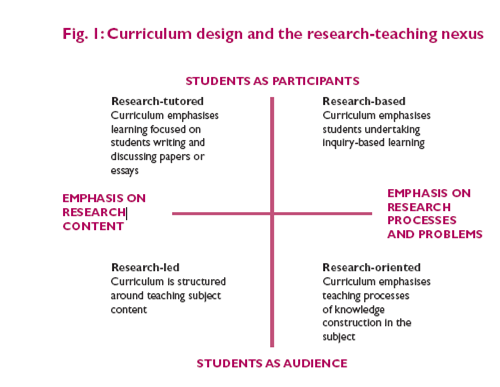 Fig. 1: Curriculum design and the research-teaching nexus
STUDENTS AS PARTICIPANTS
Research-tutored
Curriculum emphasises
learning focused on
students writing and
discussing papers or
essays
Research-based
Curriculum emphasises
students undertaking
inquiry-based learning
EMPHASIS ON
RESEARCH
CONTENT
EMPHASIS ON
RESEARCH
PROCESSES
AND PROBLEMS
Research-led
Curriculum is structured
around teaching subject
content
Research-oriented
Curriculum emphasises
teaching processes
of knowledge
construction in the
subject
STUDENTS AS AUDIENCE